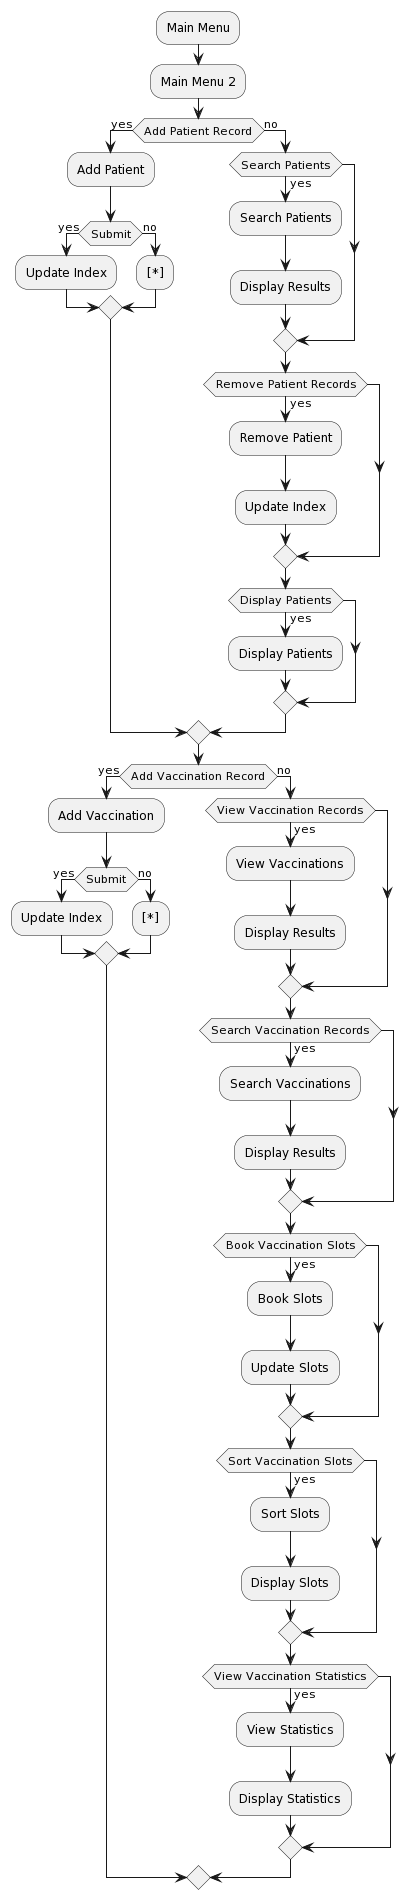 Main Menu
Main Menu 2
yes
Add Patient Record
no
Add Patient
yes
Submit
no
Update Index
[*]
Search Patients
yes
Search Patients
Display Results
Remove Patient Records
yes
Remove Patient
Update Index
Display Patients
yes
Display Patients
yes
Add Vaccination Record
no
Add Vaccination
yes
Submit
no
Update Index
[*]
View Vaccination Records
yes
View Vaccinations
Display Results
Search Vaccination Records
yes
Search Vaccinations
Display Results
Book Vaccination Slots
yes
Book Slots
Update Slots
Sort Vaccination Slots
yes
Sort Slots
Display Slots
View Vaccination Statistics
yes
View Statistics
Display Statistics